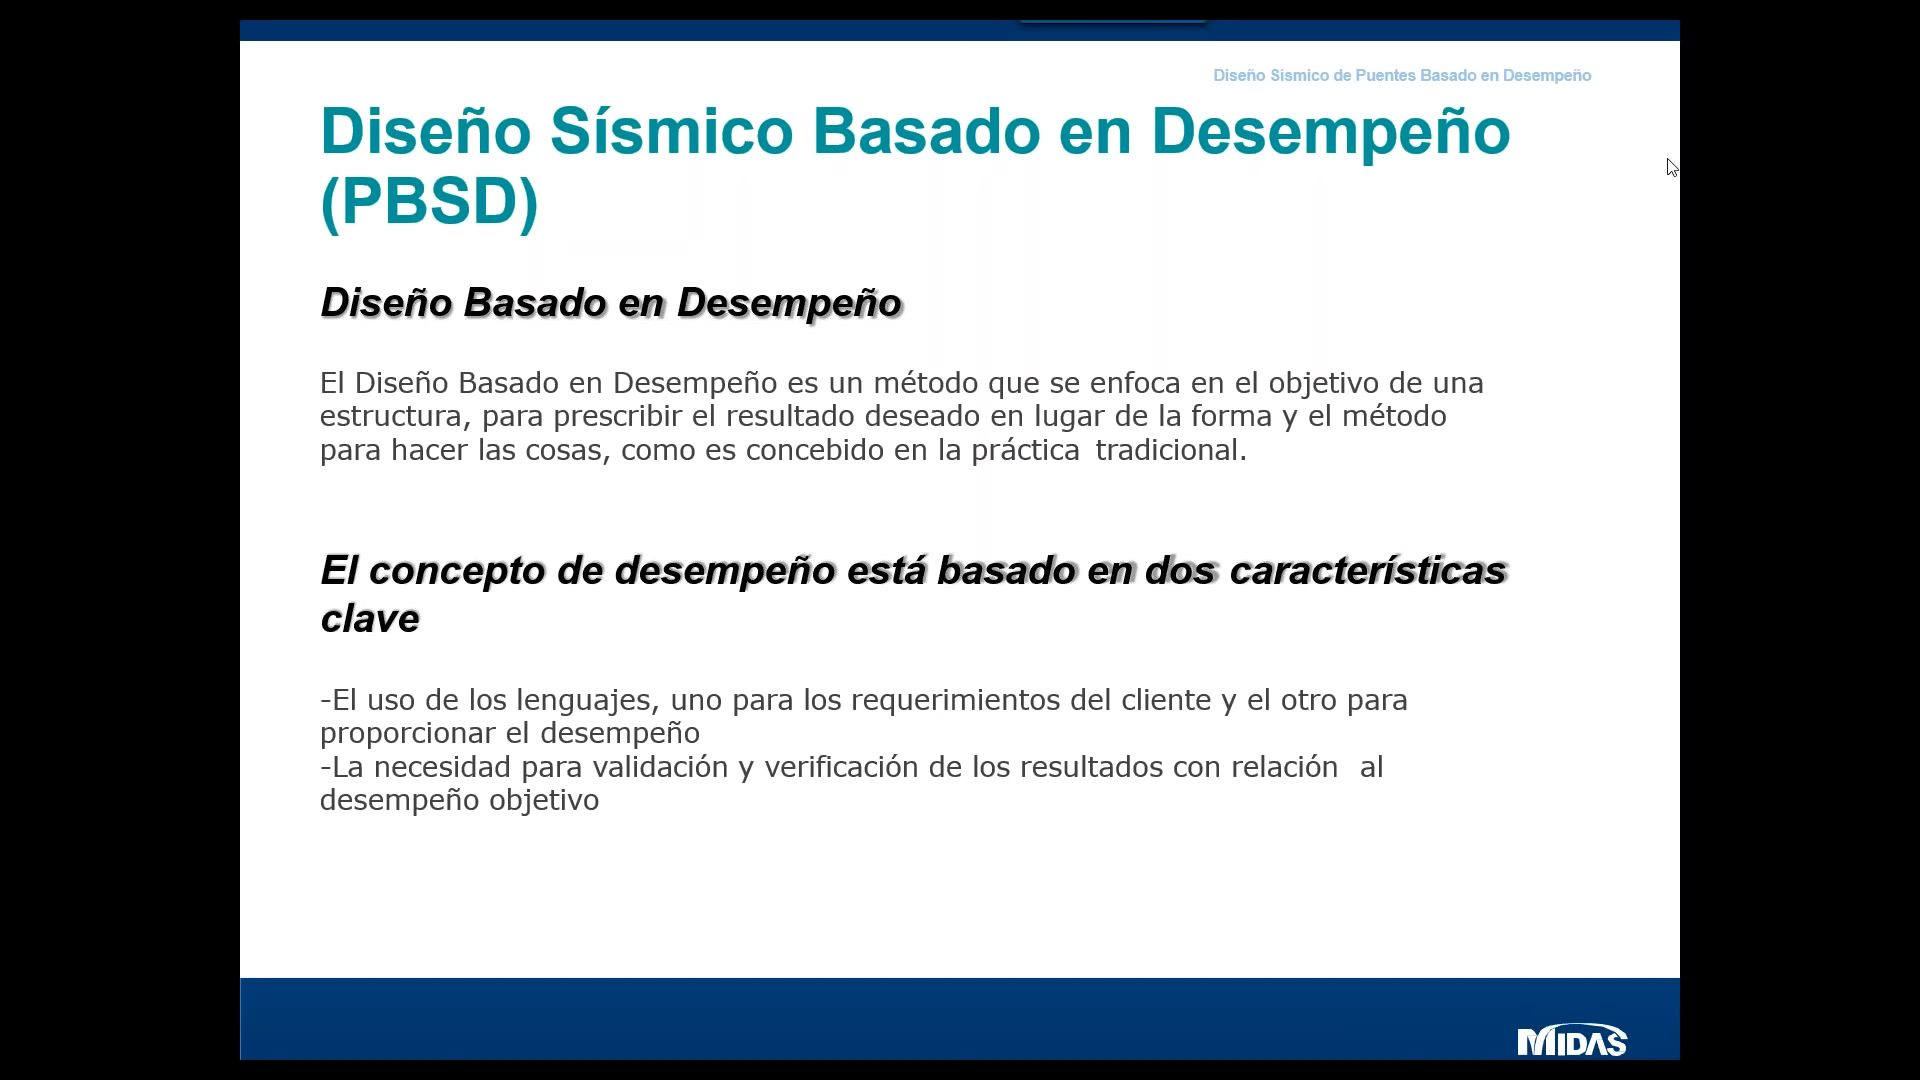 Diseño Sísmico de Puentes Basado en Desempeño
Diseño Sísmico Basado en Desempeño
(PBSD)
Diseño Basado en Desempeño
El Diseño Basado en Desempeño es un método que se enfoca en el objetivo de una
estructura, para prescribir el resultado deseado en lugar de la forma y el método
para hacer las cosas, como es concebido en la práctica tradicional.
El concepto de desempeño está basado en dos características
clave
-El uso de los lenguajes, uno para los requerimientos del cliente y el otro para
proporcionar el desempeño
-La necesidad para validación y verificación de los resultados con relación al
desempeño objetivo
MIDAS